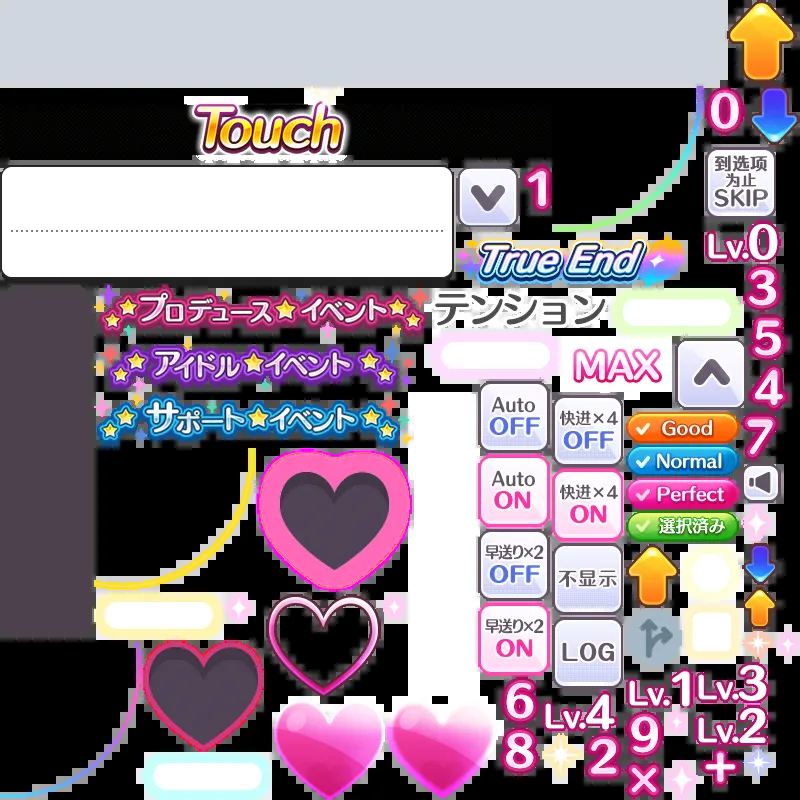 Touch
0
到选项
为止
SKIP
1
True End
Lv.0
プロデュース★イベント
テンション
3
アイドル★イベント
MAX
5
サポート★イベント
Auto
OFF
快进×4
OFF
4
Good
Normal
7
Auto
ON
快进×4
ON
Perfect
選択済み
早送り×2
OFF
不显示
早送り×2
ON
LOG
6
Lv.4
Lv.1
Lv.3
8
2
9
Lv.2
×
+